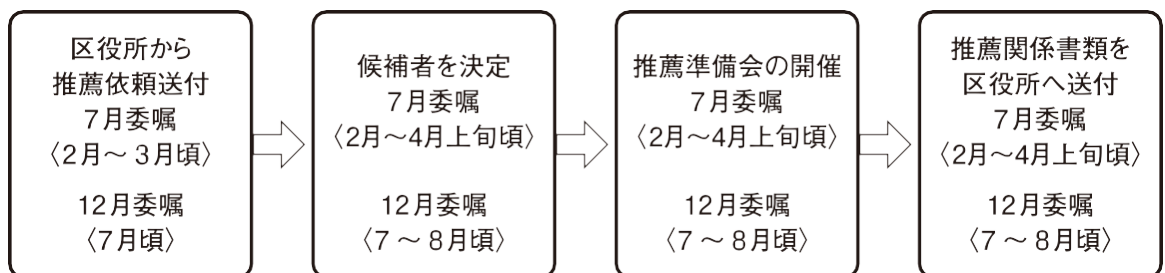 区役所から
推薦依頼送付
7月委嘱
〈2月～3月頃〉
12月委嘱
〈7月頃〉
候補者を決定
7月委嘱
〈2月～4月上旬頃〉
12月委嘱
〈7～8月頃〉
推薦準備会の開催
7月委嘱
〈2月～4月上旬頃〉
12月委嘱
〈7～8月頃〉
推薦関係書類を
区役所へ送付
7月委嘱
〈2月～4月上旬頃〉
12月委嘱
〈7～8月頃〉